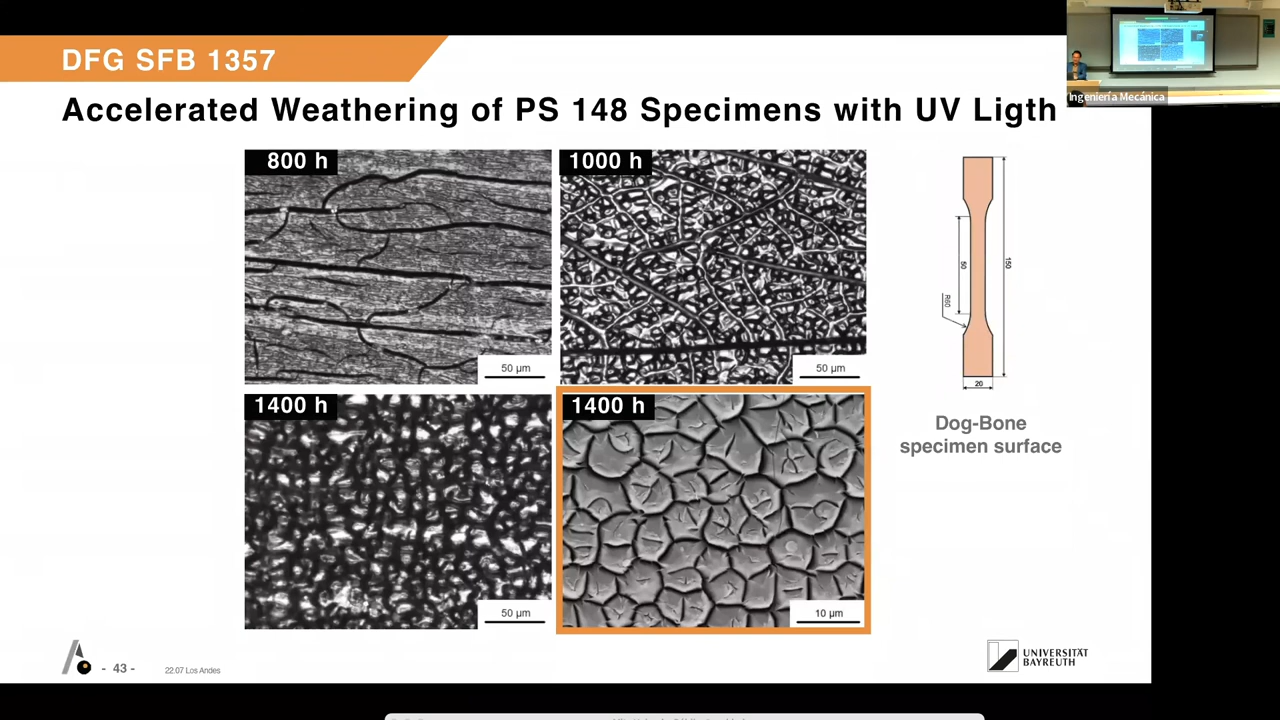 DFG SFB 1357
Ingeniería Mecánica
Accelerated Weathering of PS 148 Specimens with UV Ligth
800 h
1000 h
50 µm
50 µm
1400 h
1400 h
50 µm
10 µm
50
150
R60
20
Dog-Bone
specimen surface
- 43 -
22.07 Los Andes
UNIVERSITÄT
BAYREUTH